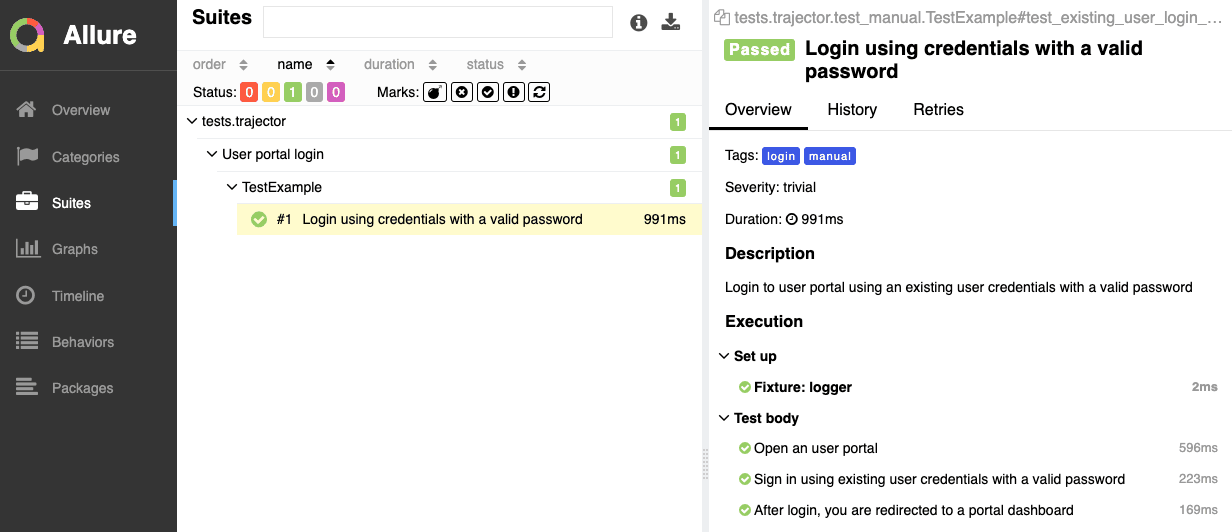 Allure
Overview
Categories
Suites
Graphs
Timeline
Behaviors
Packages
Suites
order name duration status
Status: 0 0 1 0 0 Marks:
tests.trajector 1
User portal login 1
TestExample 1
#1 Login using credentials with a valid password 991ms
tests.trajector.test_manual.TestExample#test_existing_user_login_…
Passed Login using credentials with a valid
password
Overview History Retries
Tags: login manual
Severity: trivial
Duration: 991ms
Description
Login to user portal using an existing user credentials with a valid password
Execution
Set up
Fixture: logger 2ms
Test body
Open an user portal 596ms
Sign in using existing user credentials with a valid password 223ms
After login, you are redirected to a portal dashboard 169ms